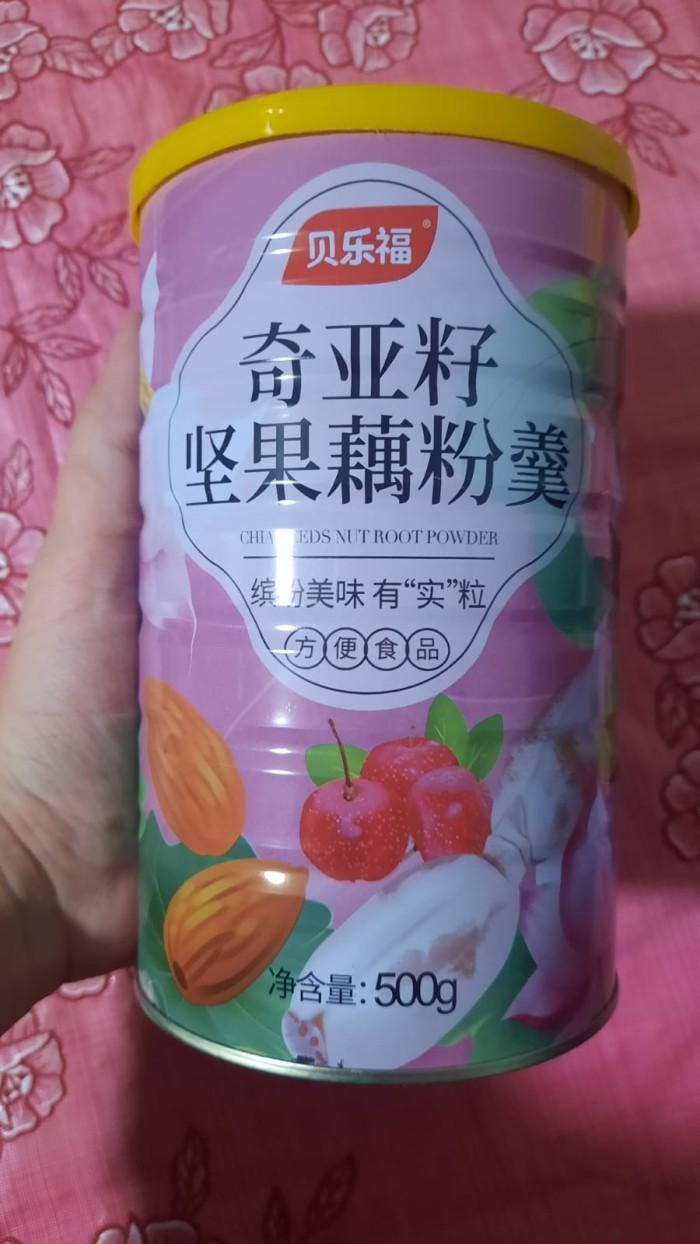 贝乐福®
奇亚籽
坚果藕粉羹
CHIA SEEDS NUT ROOT POWDER
缤纷美味 有“实”粒
方便食品
净含量：500g